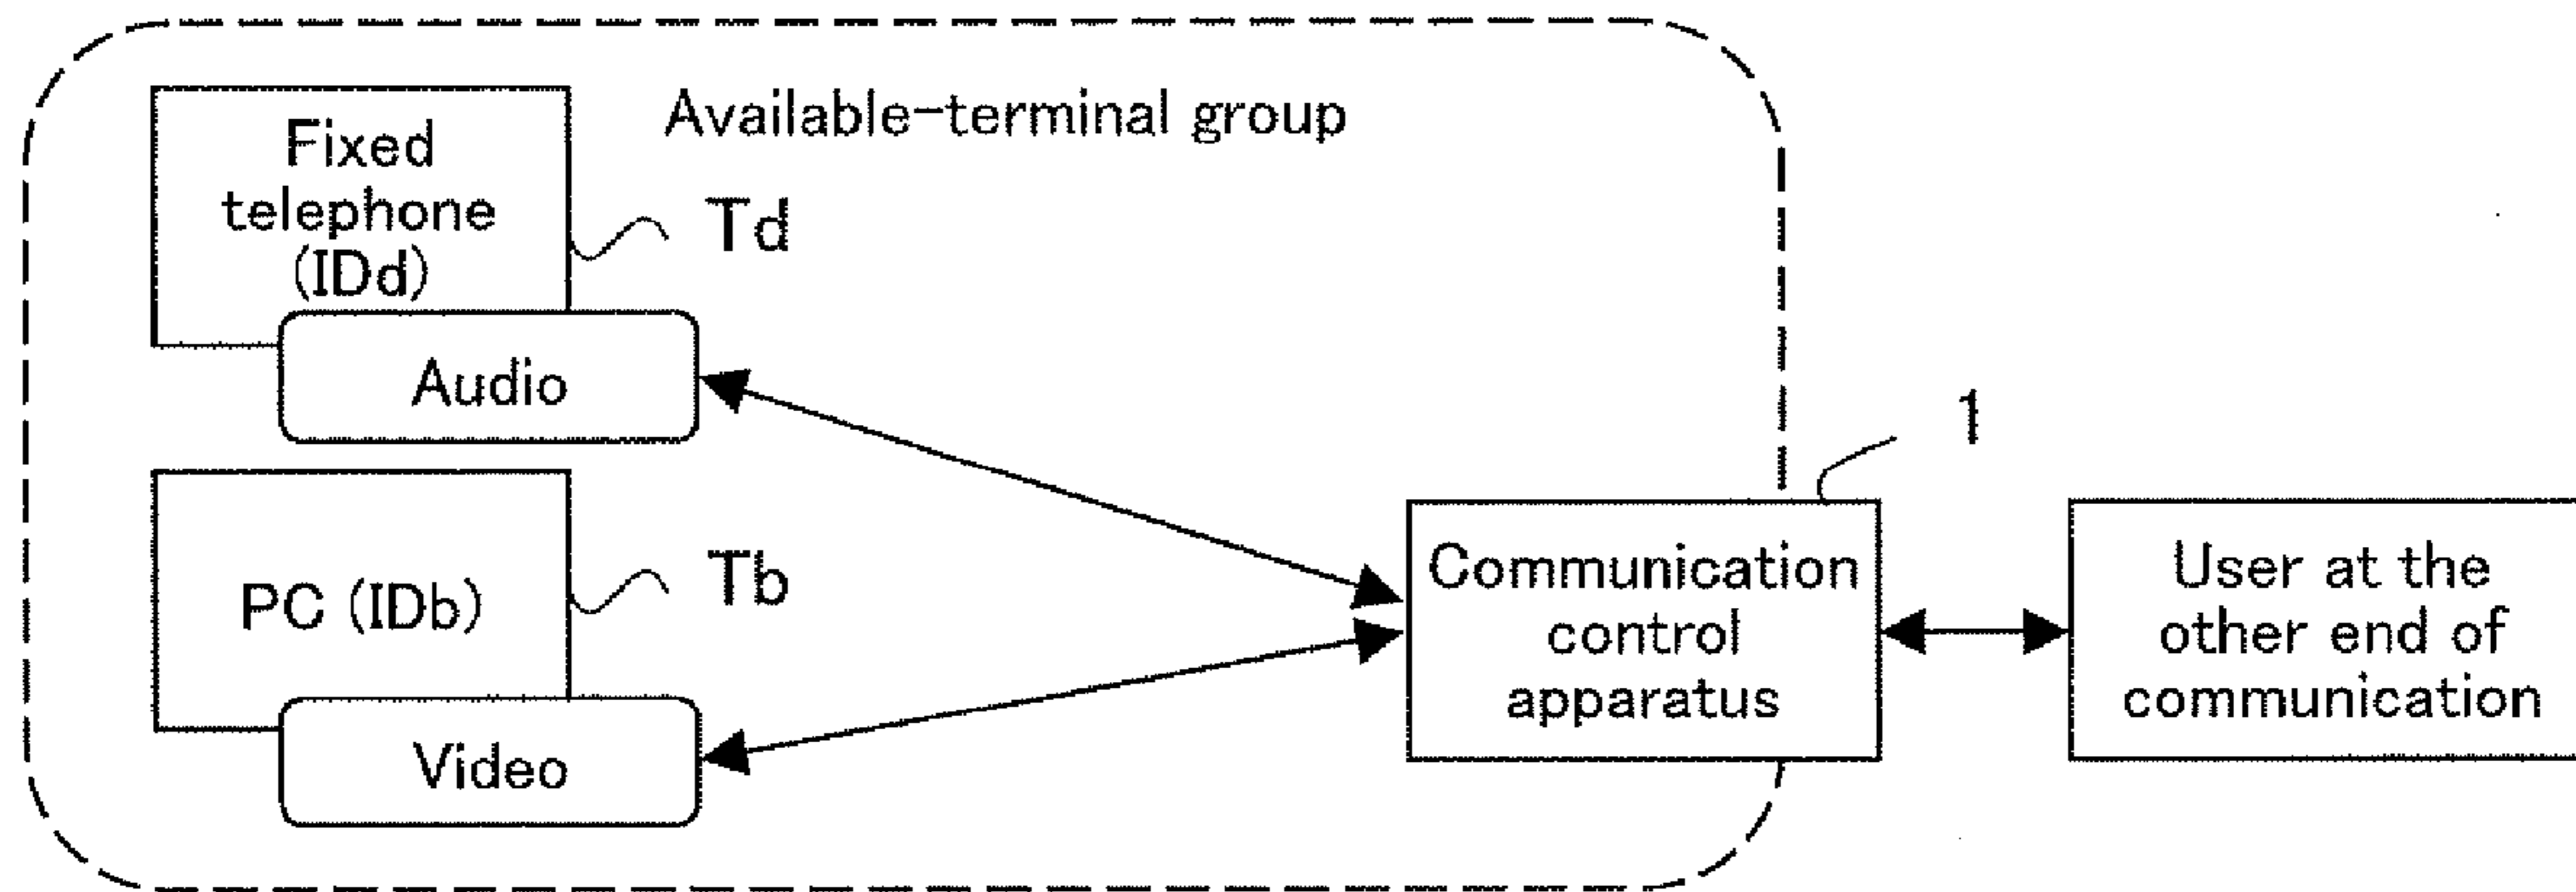 Available-terminal group
Fixed
telephone
(IDd)
Td
Audio
PC (IDb)
Tb
Video
1
Communication
control
apparatus
User at the
other end of
communication